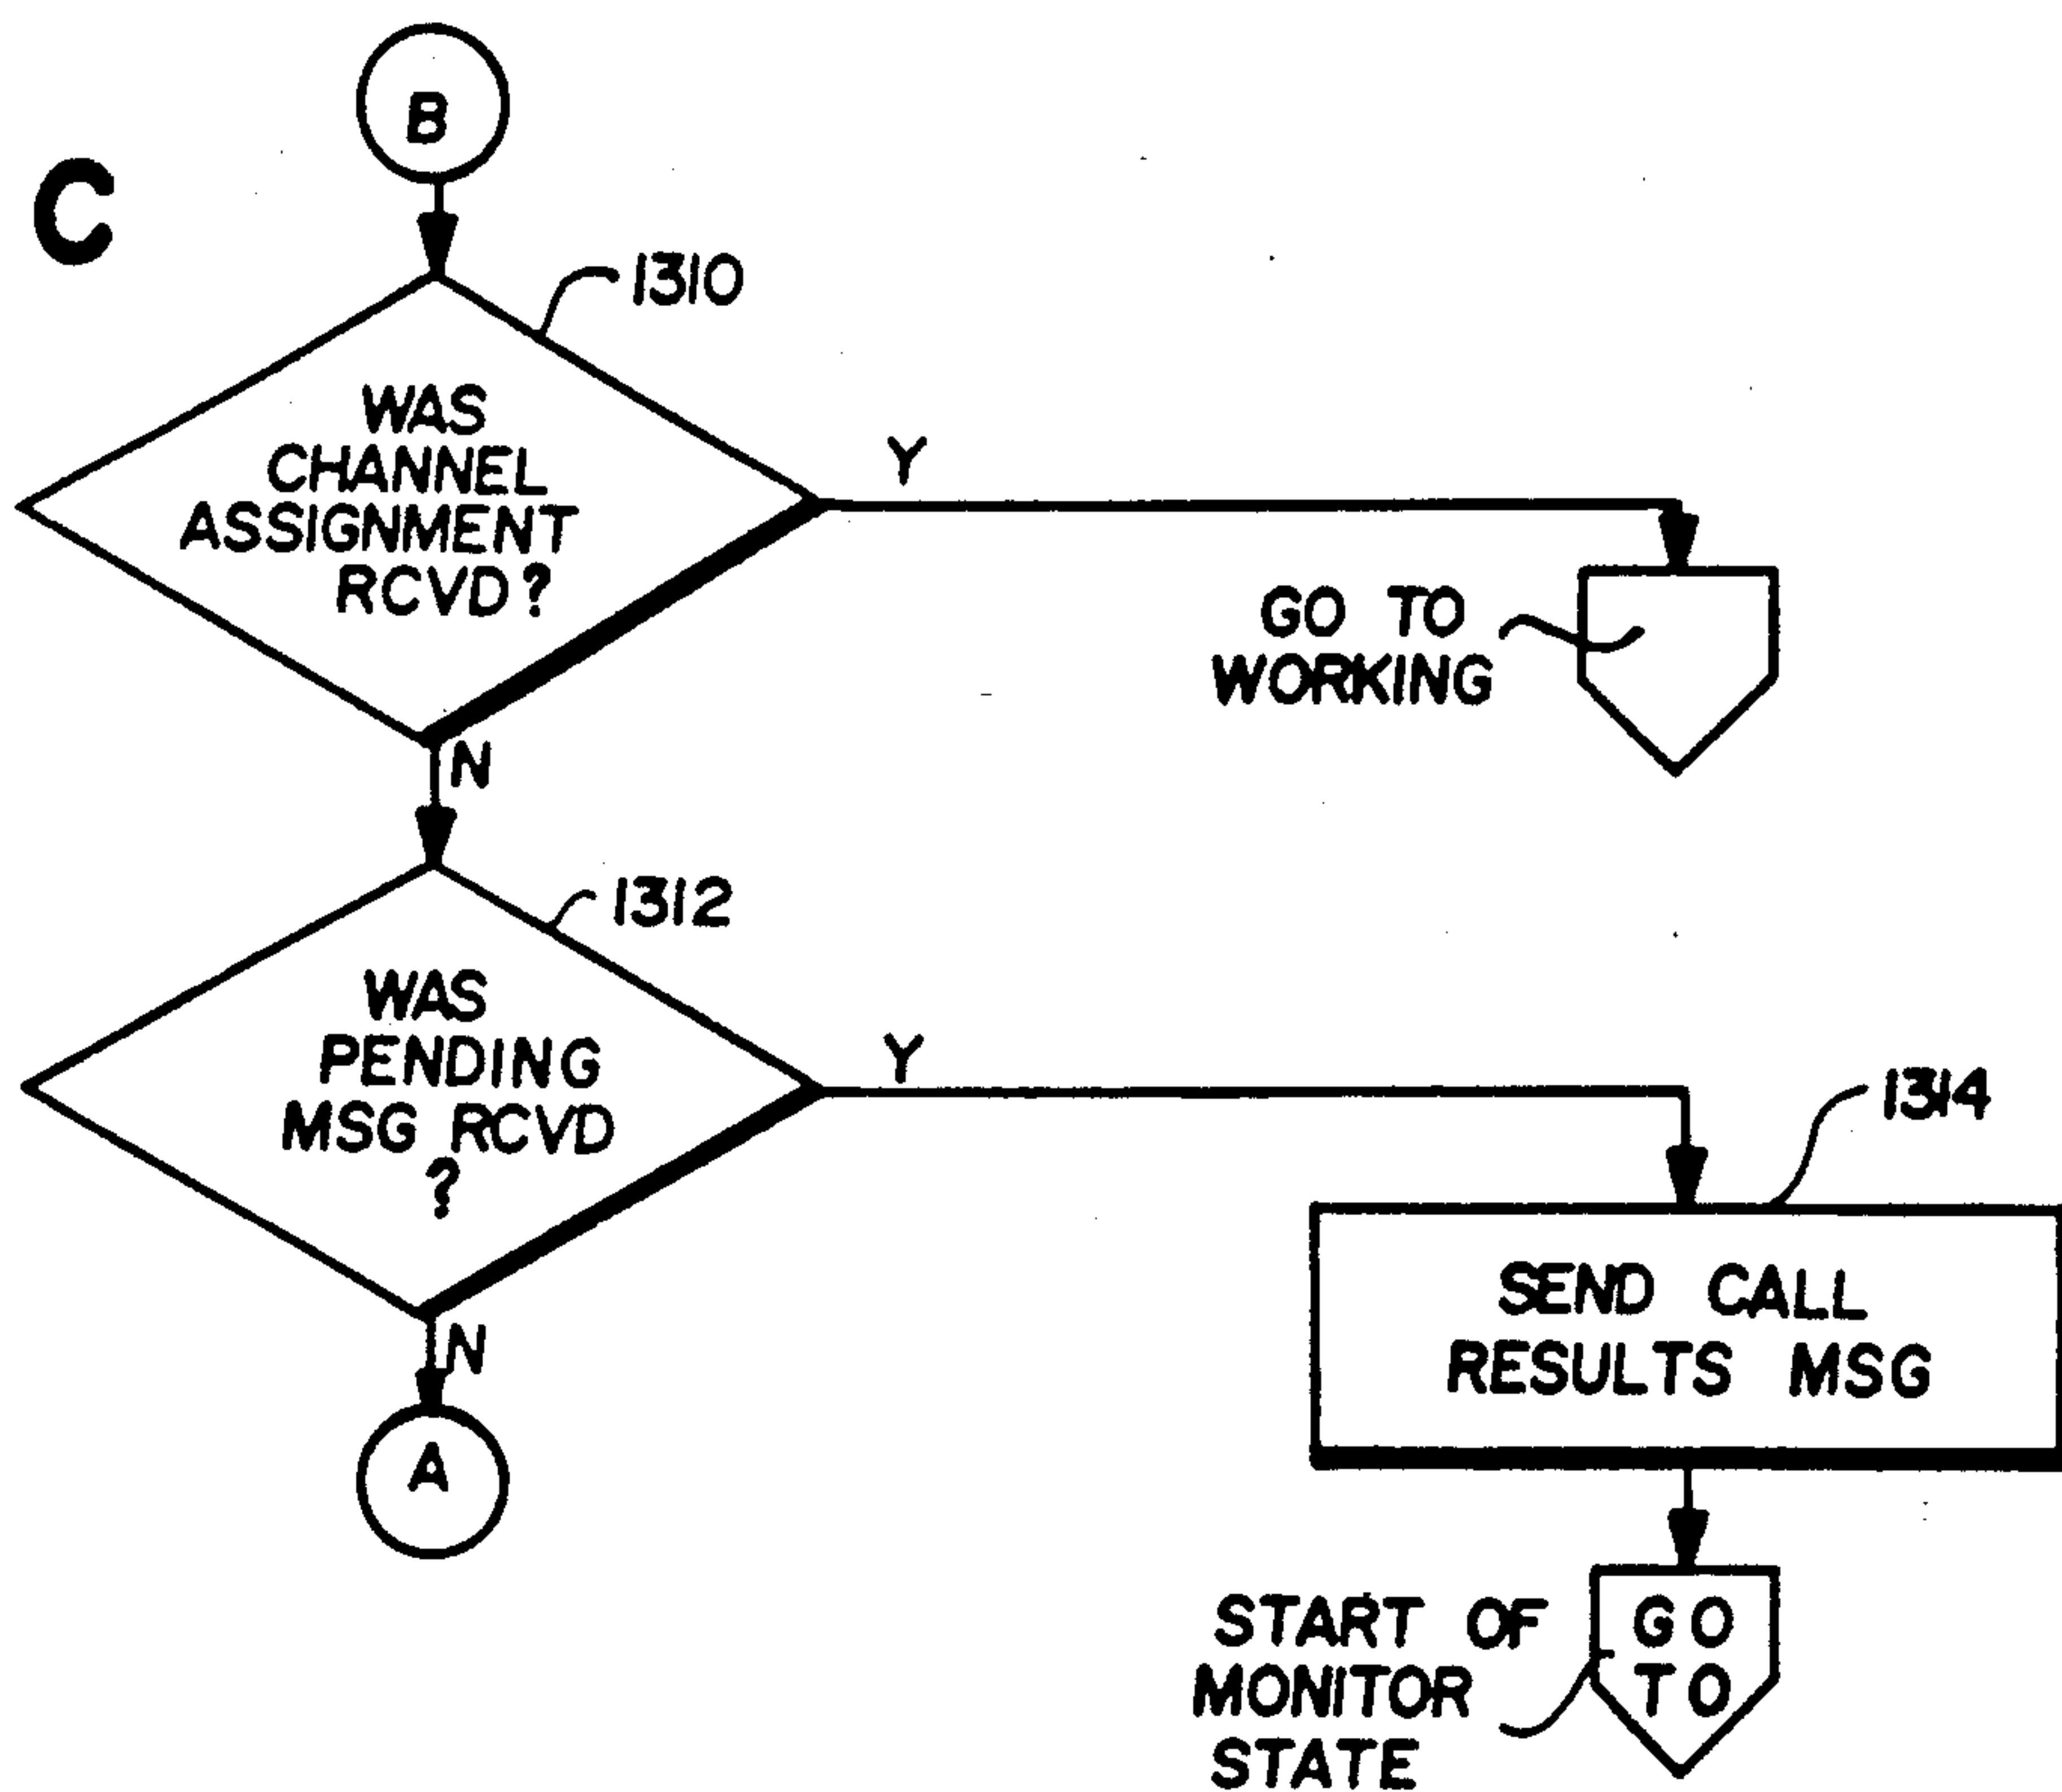 B
C
1310
WAS
CHANNEL
ASSIGNMENT
RCVD?
Y
GO TO
WORKING
N
1312
WAS
PENDING
MSG RCVD
?
Y
1314
SEND CALL
RESULTS MSG
N
A
START OF
MONITOR
STATE
GO
TO